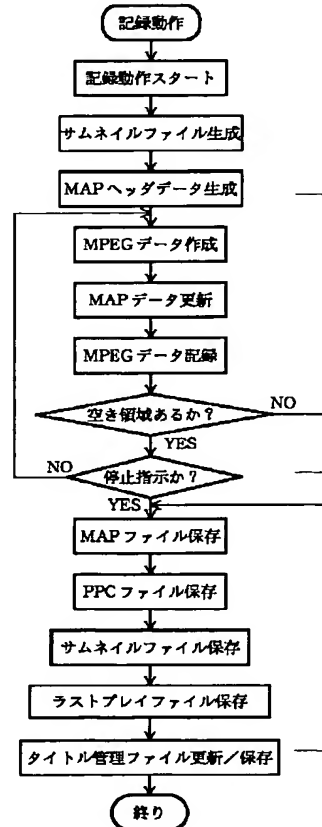 記録動作
記録動作スタート
サムネイルファイル生成
MAPヘッダデータ生成
MPEGデータ作成
MAPデータ更新
MPEGデータ記録
空き領域あるか？
NO
YES
NO
停止指示か？
YES
MAPファイル保存
PPCファイル保存
サムネイルファイル保存
ラストプレイファイル保存
タイトル管理ファイル更新／保存
終り